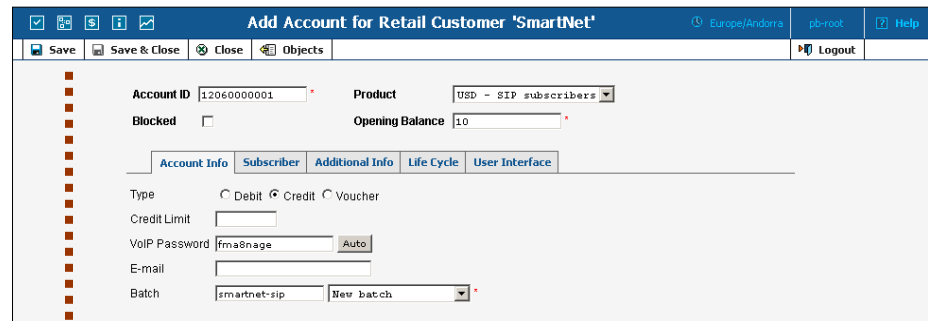 Add Account for Retail Customer 'SmartNet' Europe/Andorra pb-root Help
Save Save & Close Close Objects Logout
Account ID 12060000001 * Product USD - SIP subscribers
Blocked Opening Balance 10 *
Account Info Subscriber Additional Info Life Cycle User Interface
Type Debit Credit Voucher
Credit Limit
VoIP Password fma8nage Auto
E-mail
Batch smartnet-sip New batch *